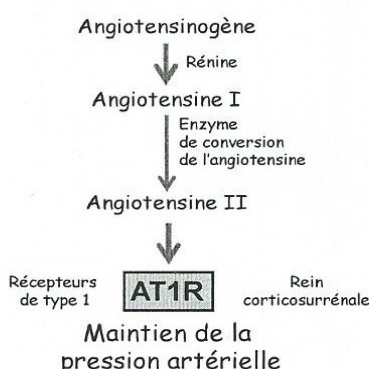 Angiotensinogène
Rénine
Angiotensine I
Enzyme
de conversion
de l'angiotensine
Angiotensine II
Récepteurs
de type 1
AT1R
Rein
corticosurrénale
Maintien de la
pression artérielle